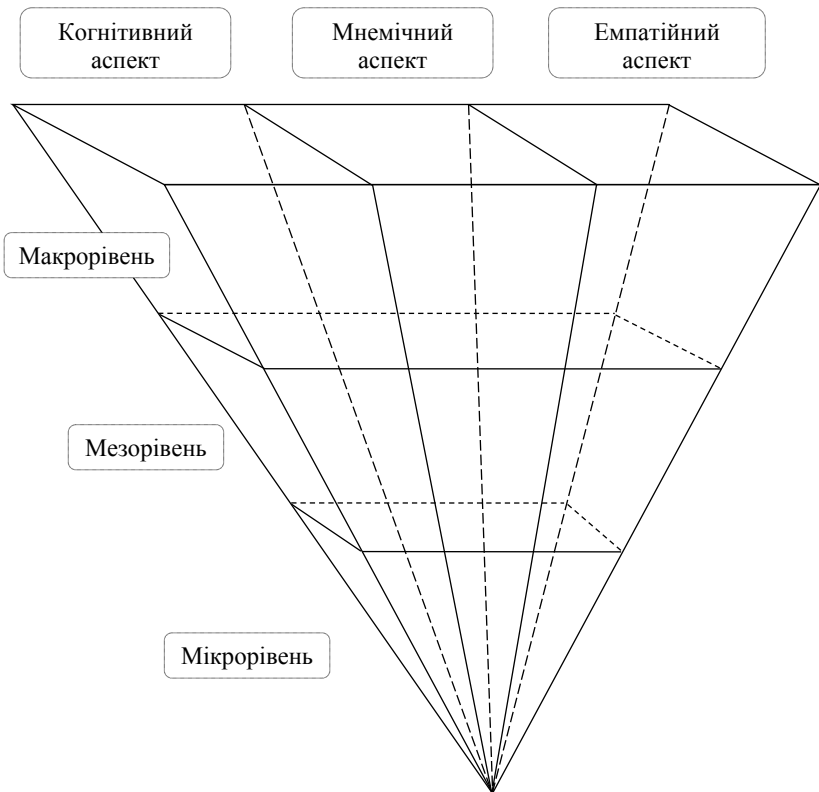 Когнітивний
аспект
Мнемічний
аспект
Емпатійний
аспект
Макрорівень
Мезорівень
Мікрорівень